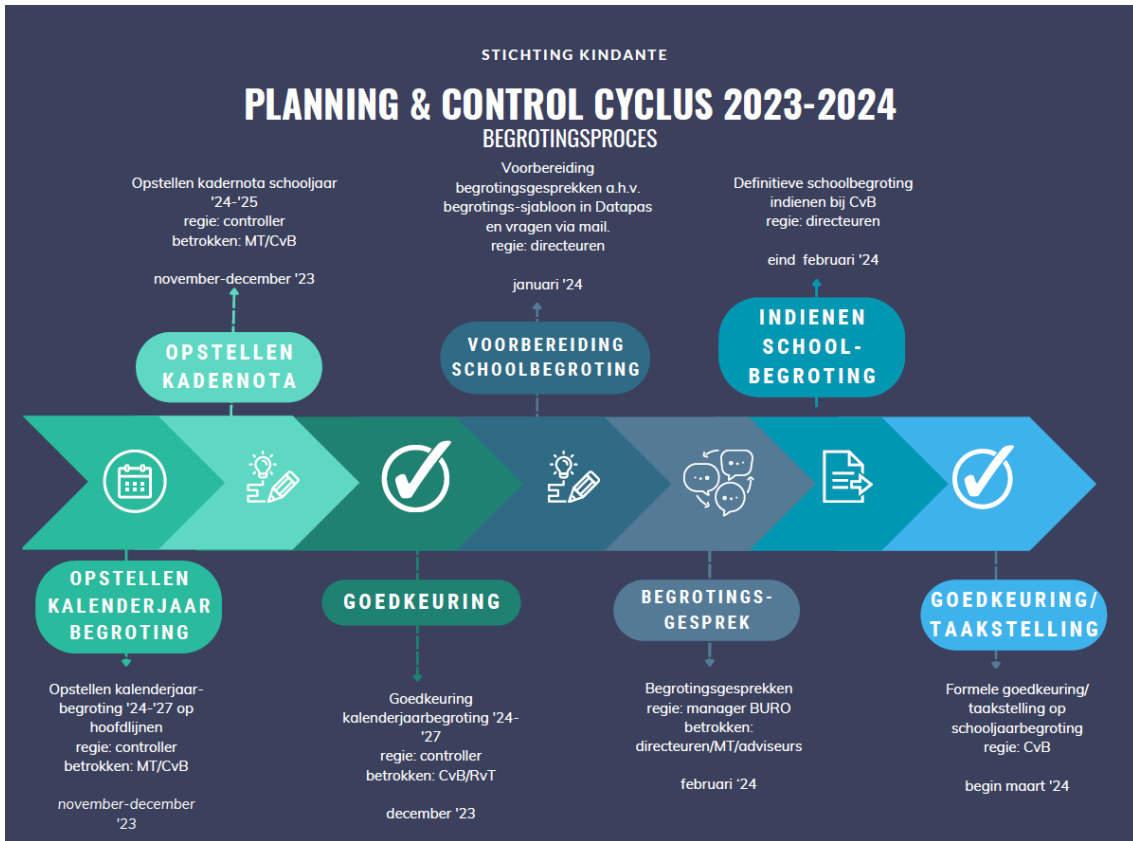 STICHTING KINDANTE
PLANNING & CONTROL CYCLUS 2023-2024
BEGROTINGSPROCES
Opstellen kadernota schooljaar
'24-'25
regie: controller
betrokken: MT/CvB
november-december '23
Voorbereiding
begrotingsgesprekken a.h.v.
begrotings-sjabloon in Datapas
en vragen via mail.
regie: directeuren
januari '24
Definitieve schoolbegroting
indienen bij CvB
regie: directeuren
eind februari '24
OPSTELLEN
KADERNOTA
VOORBEREIDING
SCHOOLBEGROTING
INDIENEN
SCHOOL-
BEGROTING
OPSTELLEN
KALENDERJAAR
BEGROTING
GOEDKEURING
BEGROTINGS-
GESPREK
GOEDKEURING/
TAAKSTELLING
Opstellen kalenderjaar-
begroting '24-'27 op
hoofdlijnen
regie: controller
betrokken: MT/CvB
november-december
'23
Goedkeuring
kalenderjaarbegroting '24-
'27
regie: controller
betrokken: CvB/RvT
december '23
Begrotingsgesprekken
regie: manager BURO
betrokken:
directeuren/MT/adviseurs
februari '24
Formele goedkeuring/
taakstelling op
schooljaarbegroting
regie: CvB
begin maart '24